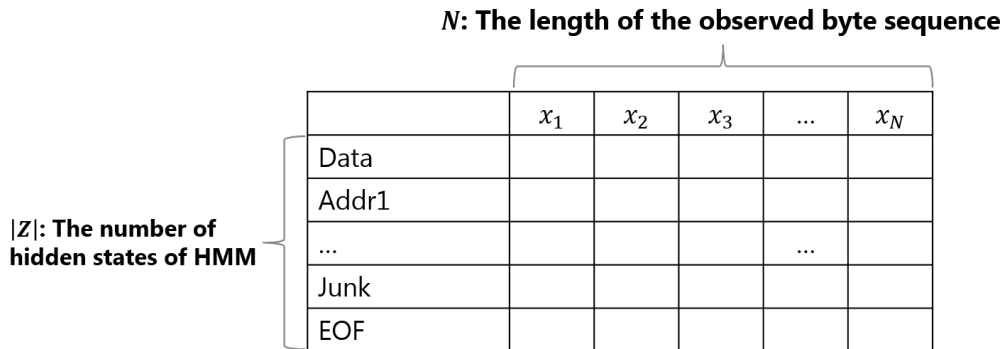 N: The length of the observed byte sequence
x₁ x₂ x₃ ... x_N
Data
Addr1
|Z|: The number of
hidden states of HMM
... ...
Junk
EOF